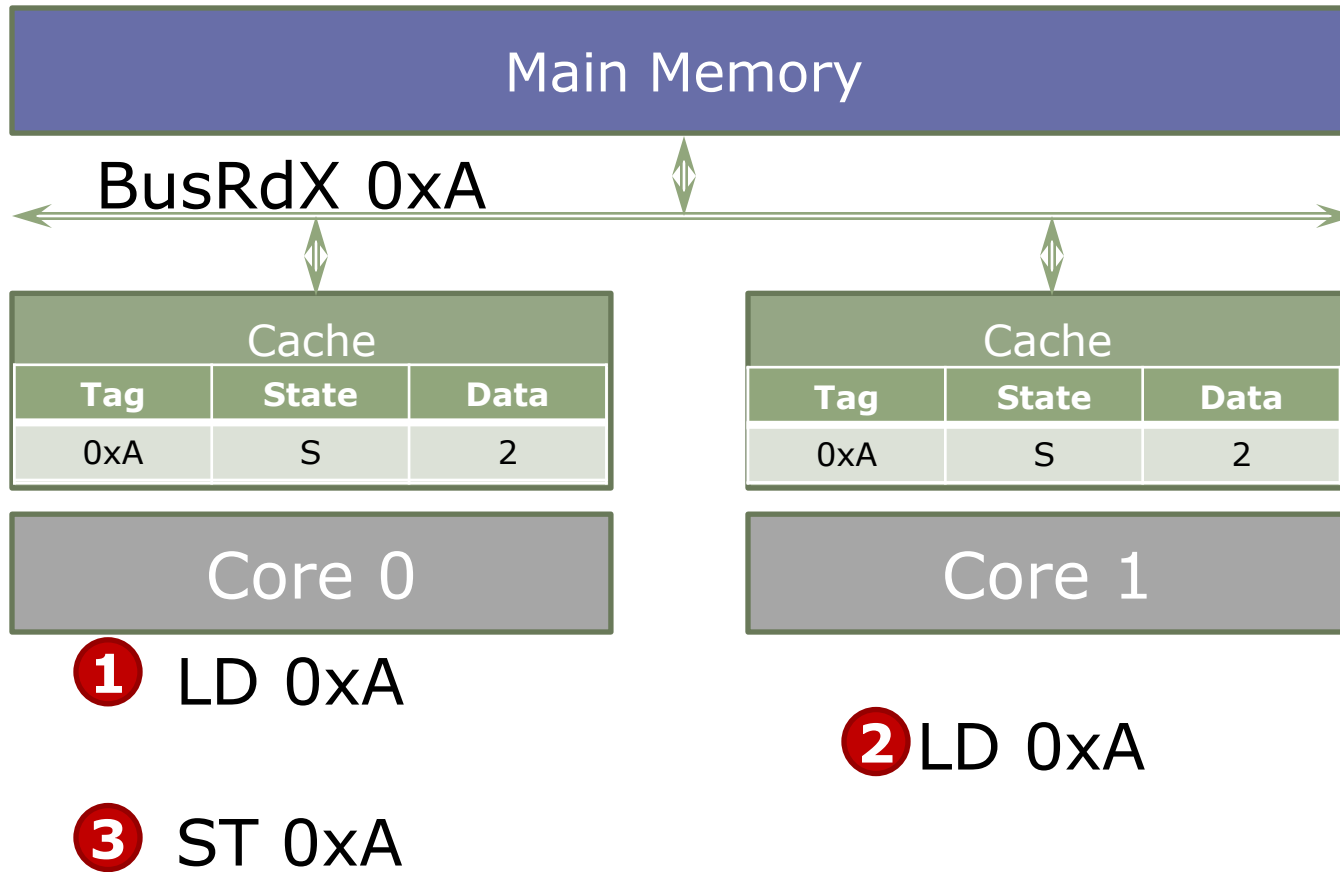 Main Memory
BusRdX 0xA
Cache
Tag State Data
0xA S 2
Cache
Tag State Data
0xA S 2
Core 0
Core 1
1 LD 0xA
2 LD 0xA
3 ST 0xA